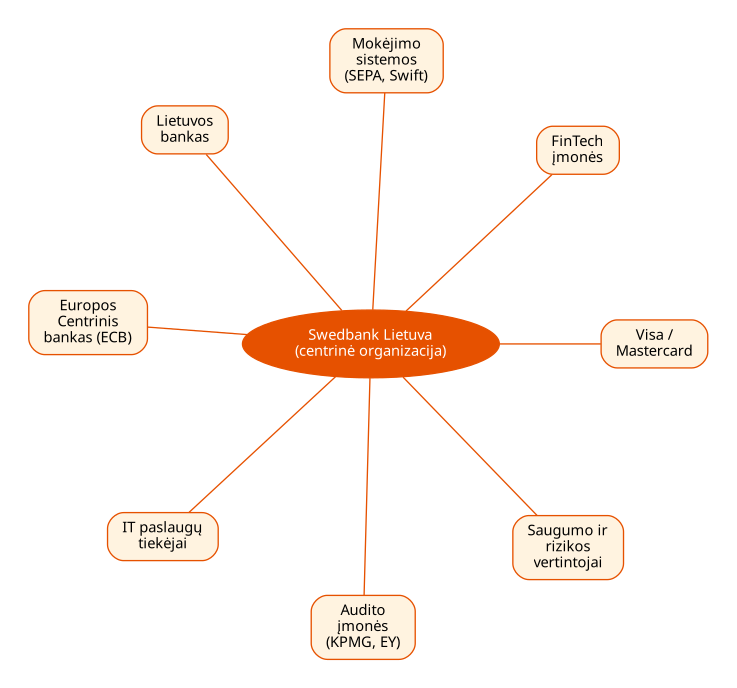 Mokėjimo
sistemos
(SEPA, Swift)
Lietuvos
bankas
FinTech
įmonės
Europos
Centrinis
bankas (ECB)
Swedbank Lietuva
(centrinė organizacija)
Visa /
Mastercard
IT paslaugų
tiekėjai
Saugumo ir
rizikos
vertintojai
Audito
įmonės
(KPMG, EY)